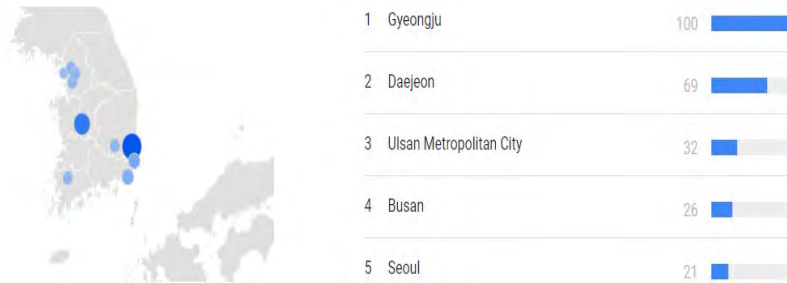 1 Gyeongju 100
2 Daejeon 69
3 Ulsan Metropolitan City 32
4 Busan 26
5 Seoul 21